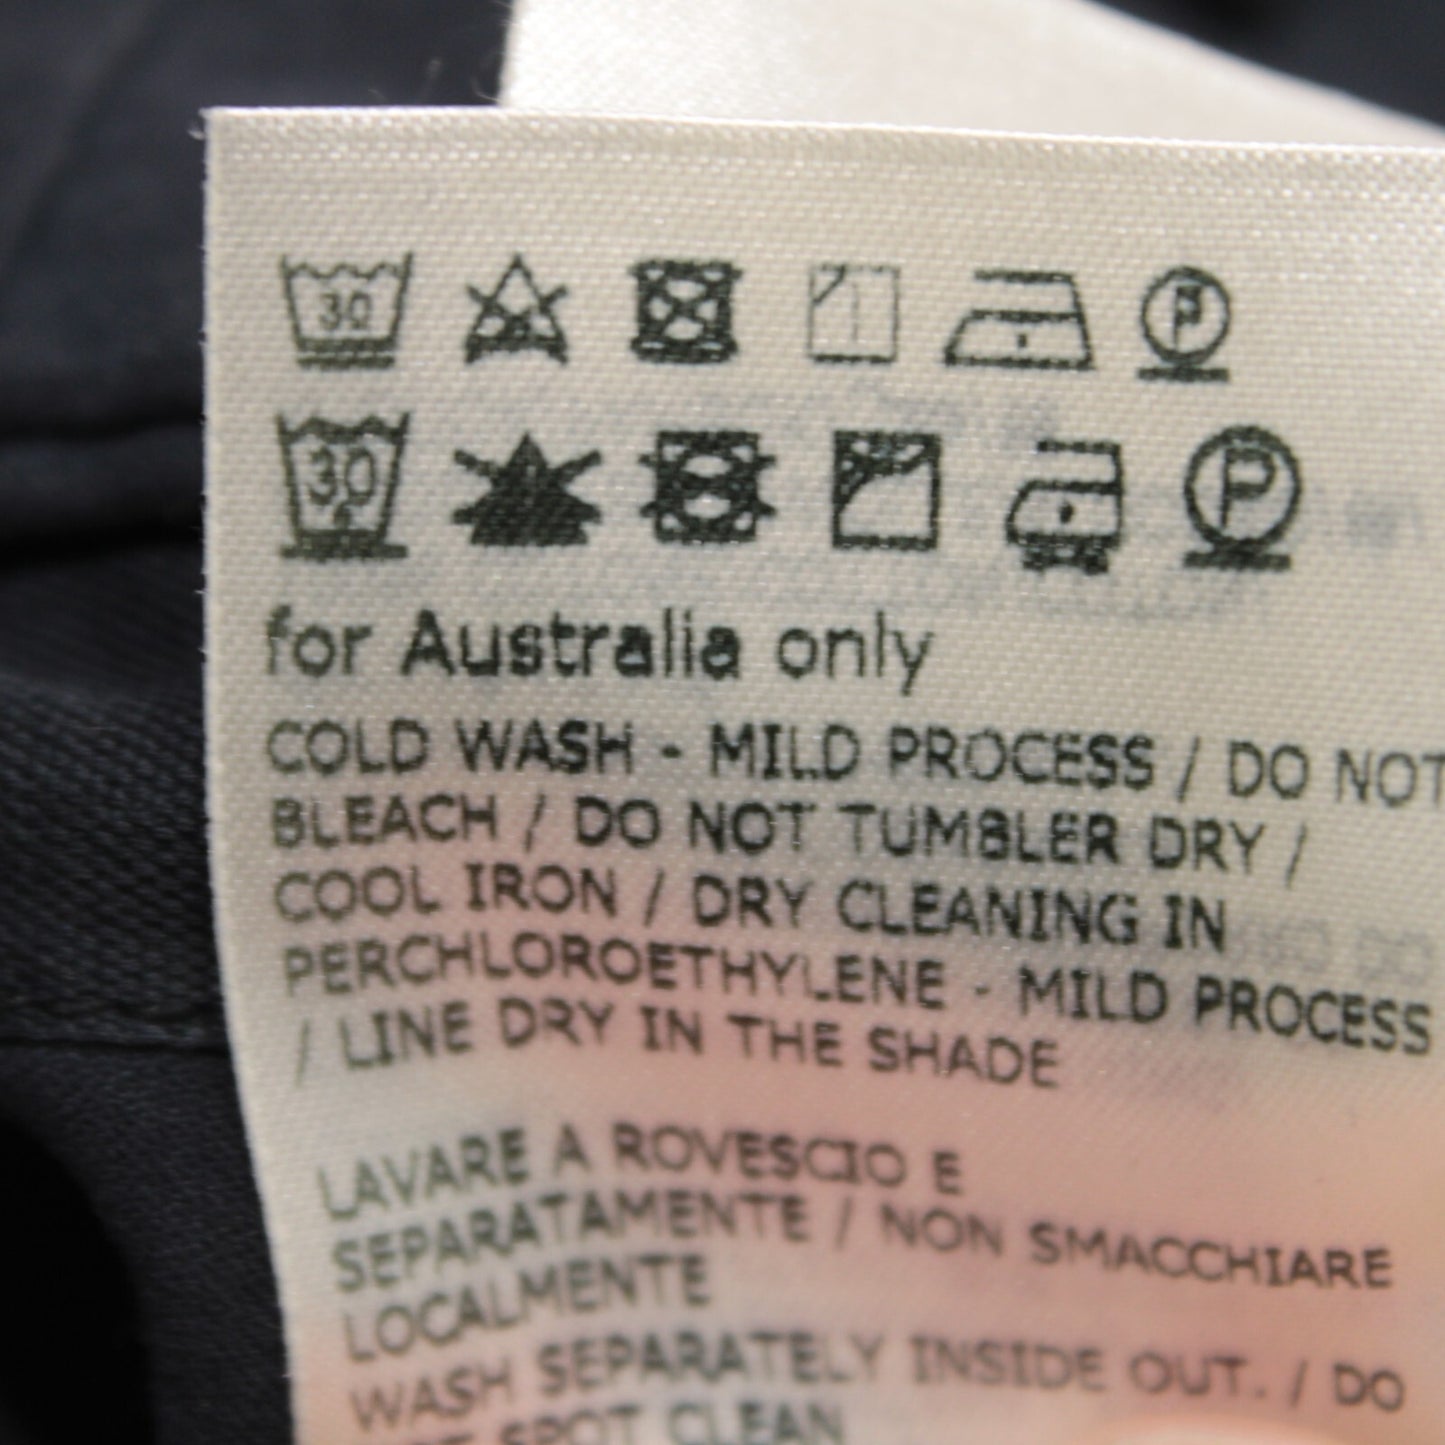 30 P
30 P
for Australia only
COLD WASH - MILD PROCESS / DO NOT
BLEACH / DO NOT TUMBLER DRY /
COOL IRON / DRY CLEANING IN
PERCHLOROETHYLENE - MILD PROCESS
/ LINE DRY IN THE SHADE
LAVARE A ROVESCIO E
SEPARATAMENTE / NON SMACCHIARE
LOCALMENTE
WASH SEPARATELY INSIDE OUT. / DO
SPOT CLEAN